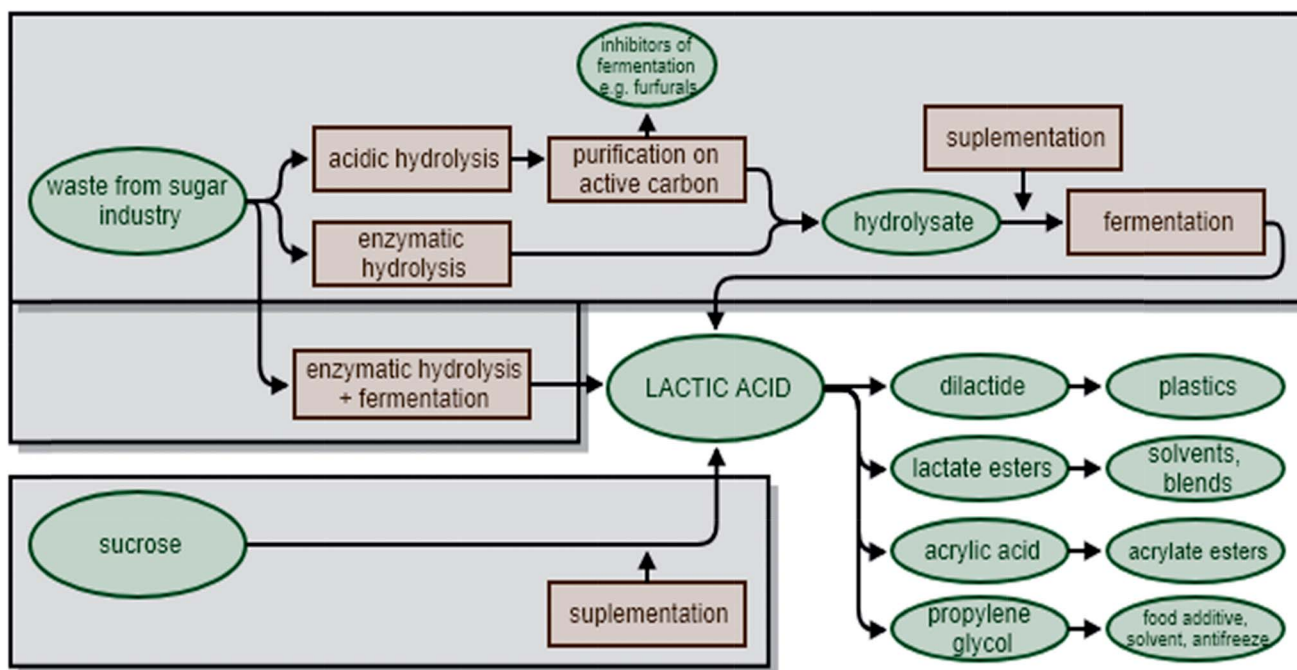 inhibitors of
fermentation
e.g. furfurals
suplementation
acidic hydrolysis
purification on
active carbon
waste from sugar
industry
hydrolysate
fermentation
enzymatic
hydrolysis
enzymatic hydrolysis
+ fermentation
LACTIC ACID
dilactide
plastics
lactate esters
solvents,
blends
sucrose
acrylic acid
acrylate esters
suplementation
propylene
glycol
food additive,
solvent, antifreeze